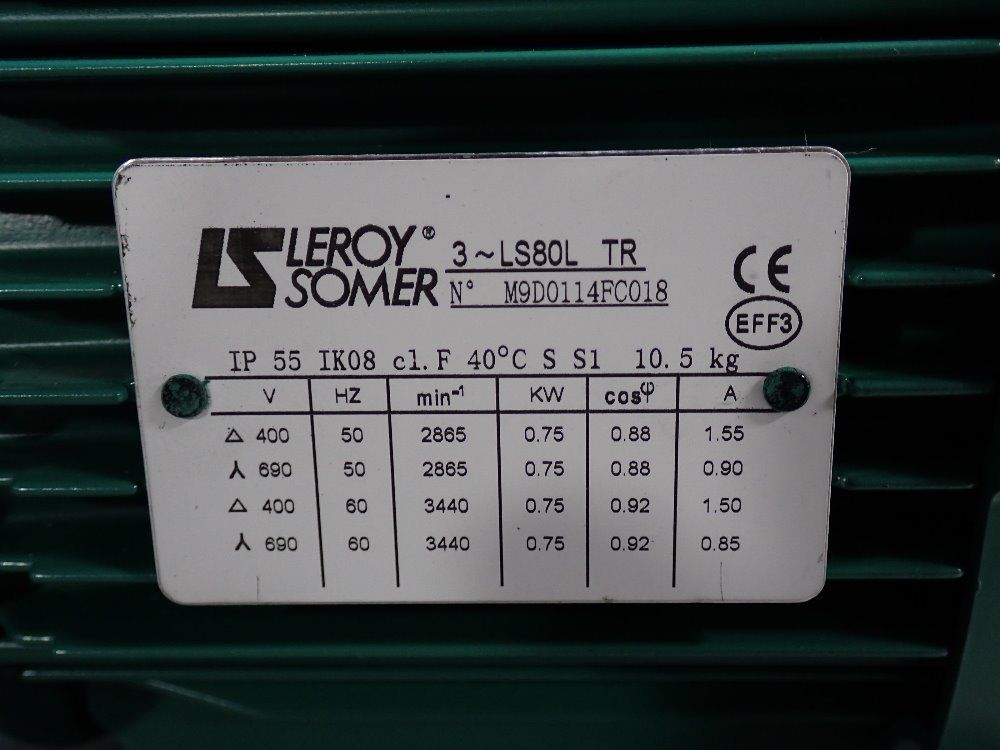 LS LEROY® SOMER
3~LS80L TR
N° M9D0114FC018
CE
EFF3
IP 55 IK08 cl.F 40°C S S1 10.5 kg
V HZ min-1 KW cosφ A
△ 400 50 2865 0.75 0.88 1.55
⅄ 690 50 2865 0.75 0.88 0.90
△ 400 60 3440 0.75 0.92 1.50
⅄ 690 60 3440 0.75 0.92 0.85